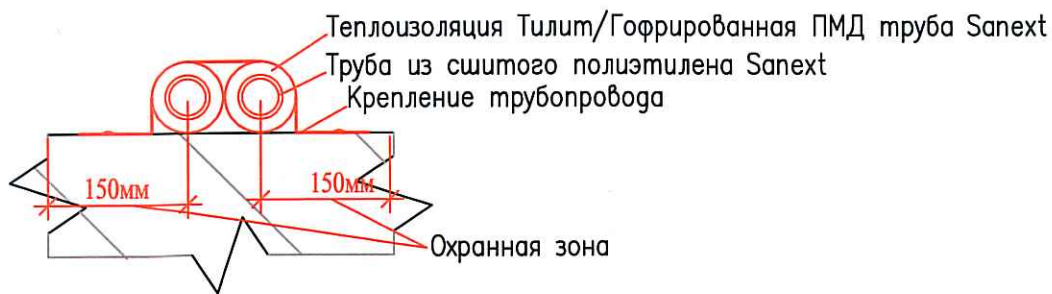 Теплоизоляция Тилит/Гофрированная ПМД труба Sanext
Труба из сшитого полиэтилена Sanext
Крепление трубопровода
150мм
150мм
Охранная зона